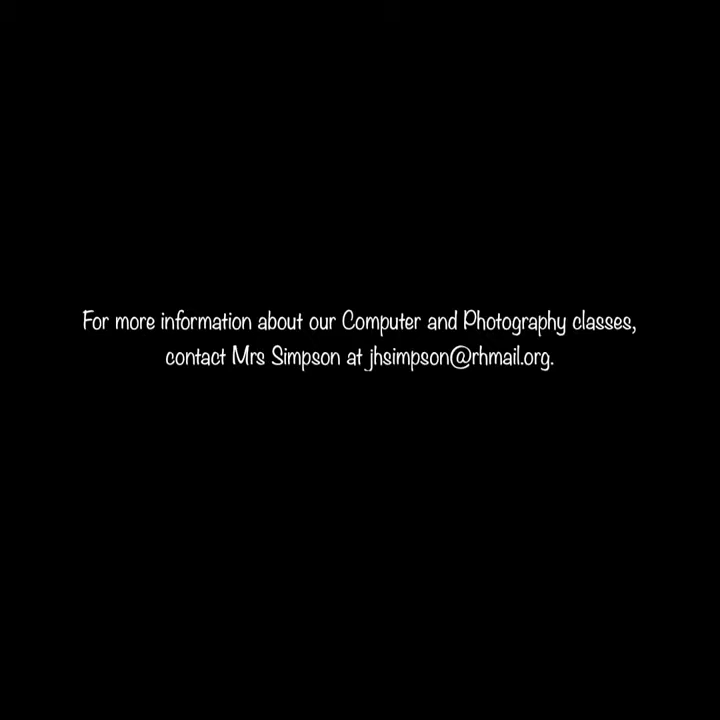 For more information about our Computer and Photography classes,
contact Mrs Simpson at jhsimpson@rhmail.org.